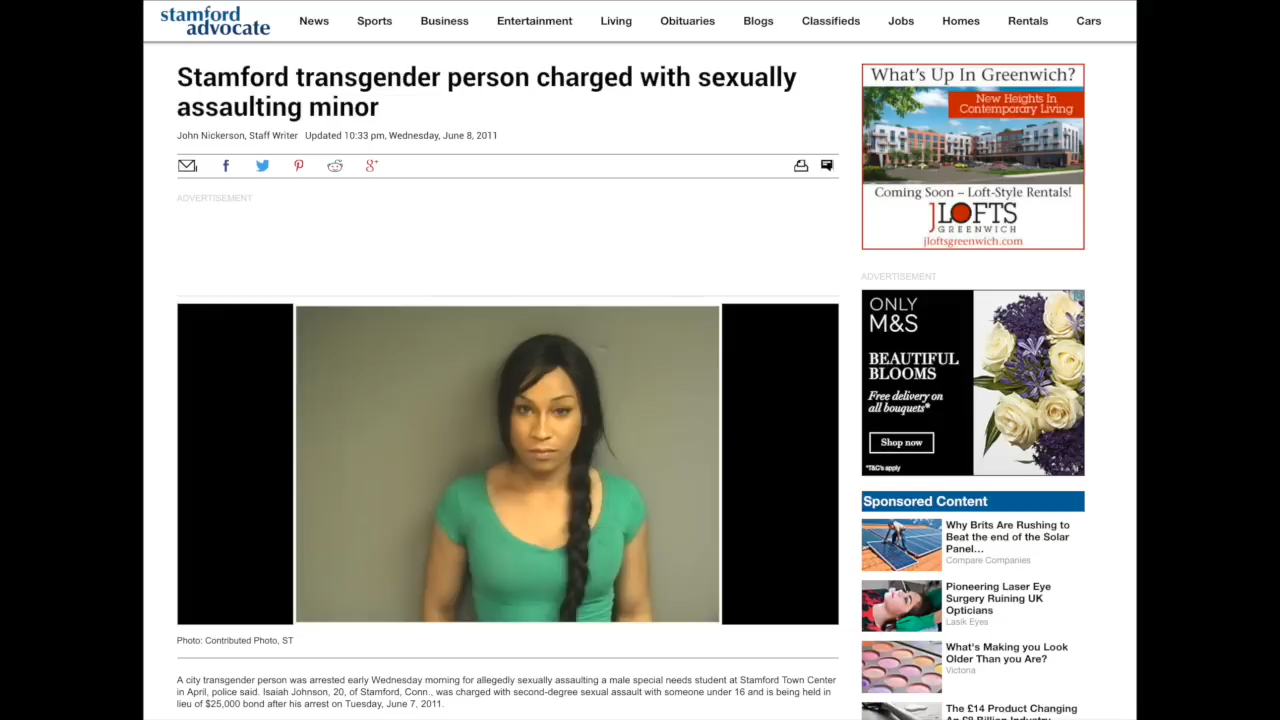 stamford
advocate
News Sports Business Entertainment Living Obituaries Blogs Classifieds Jobs Homes Rentals Cars
Stamford transgender person charged with sexually
assaulting minor
John Nickerson, Staff Writer Updated 10:33 pm, Wednesday, June 8, 2011
ADVERTISEMENT
Photo: Contributed Photo, ST
A city transgender person was arrested early Wednesday morning for allegedly sexually assaulting a male special needs student at Stamford Town Center
in April, police said. Isaiah Johnson, 20, of Stamford, Conn., was charged with second-degree sexual assault with someone under 16 and is being held in
lieu of $25,000 bond after his arrest on Tuesday, June 7, 2011.
What's Up In Greenwich?
New Heights In
Contemporary Living
Coming Soon – Loft-Style Rentals!
JLOFTS
GREENWICH
jloftsgreenwich.com
ADVERTISEMENT
ONLY
M&S
BEAUTIFUL
BLOOMS
Free delivery on
all bouquets*
Shop now
*T&C's apply
Sponsored Content
Why Brits Are Rushing to
Beat the end of the Solar
Panel…
Compare Companies
Pioneering Laser Eye
Surgery Ruining UK
Opticians
Lasik Eyes
What's Making you Look
Older Than you Are?
Victoria
The £14 Product Changing
An £8 Billion Industry